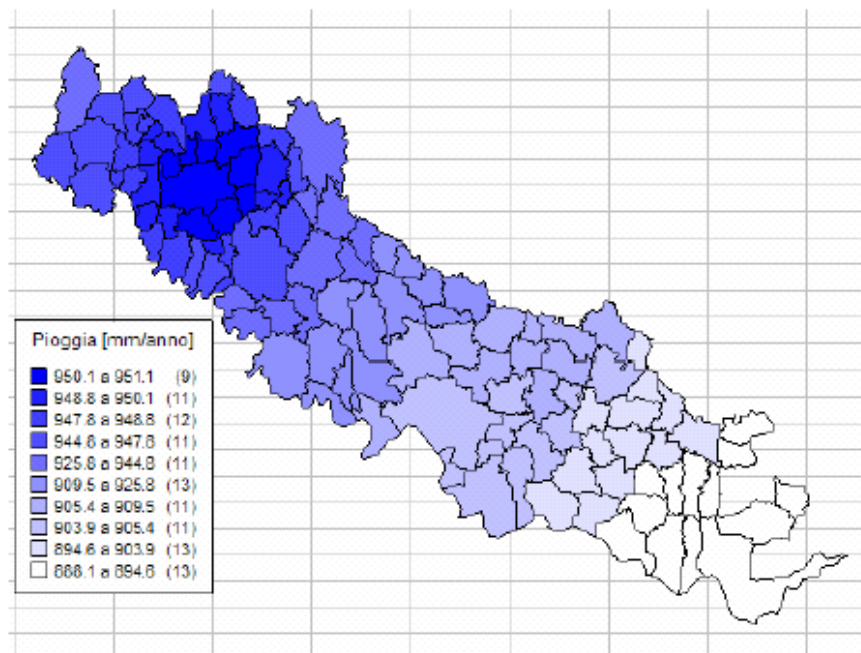 Pioggia [mm/anno]
950.1 a 951.1 (9)
948.8 a 950.1 (11)
947.8 a 948.8 (12)
944.8 a 947.8 (11)
925.8 a 944.8 (11)
909.5 a 925.8 (13)
905.4 a 909.5 (11)
903.9 a 905.4 (11)
894.6 a 903.9 (13)
888.1 a 894.6 (13)